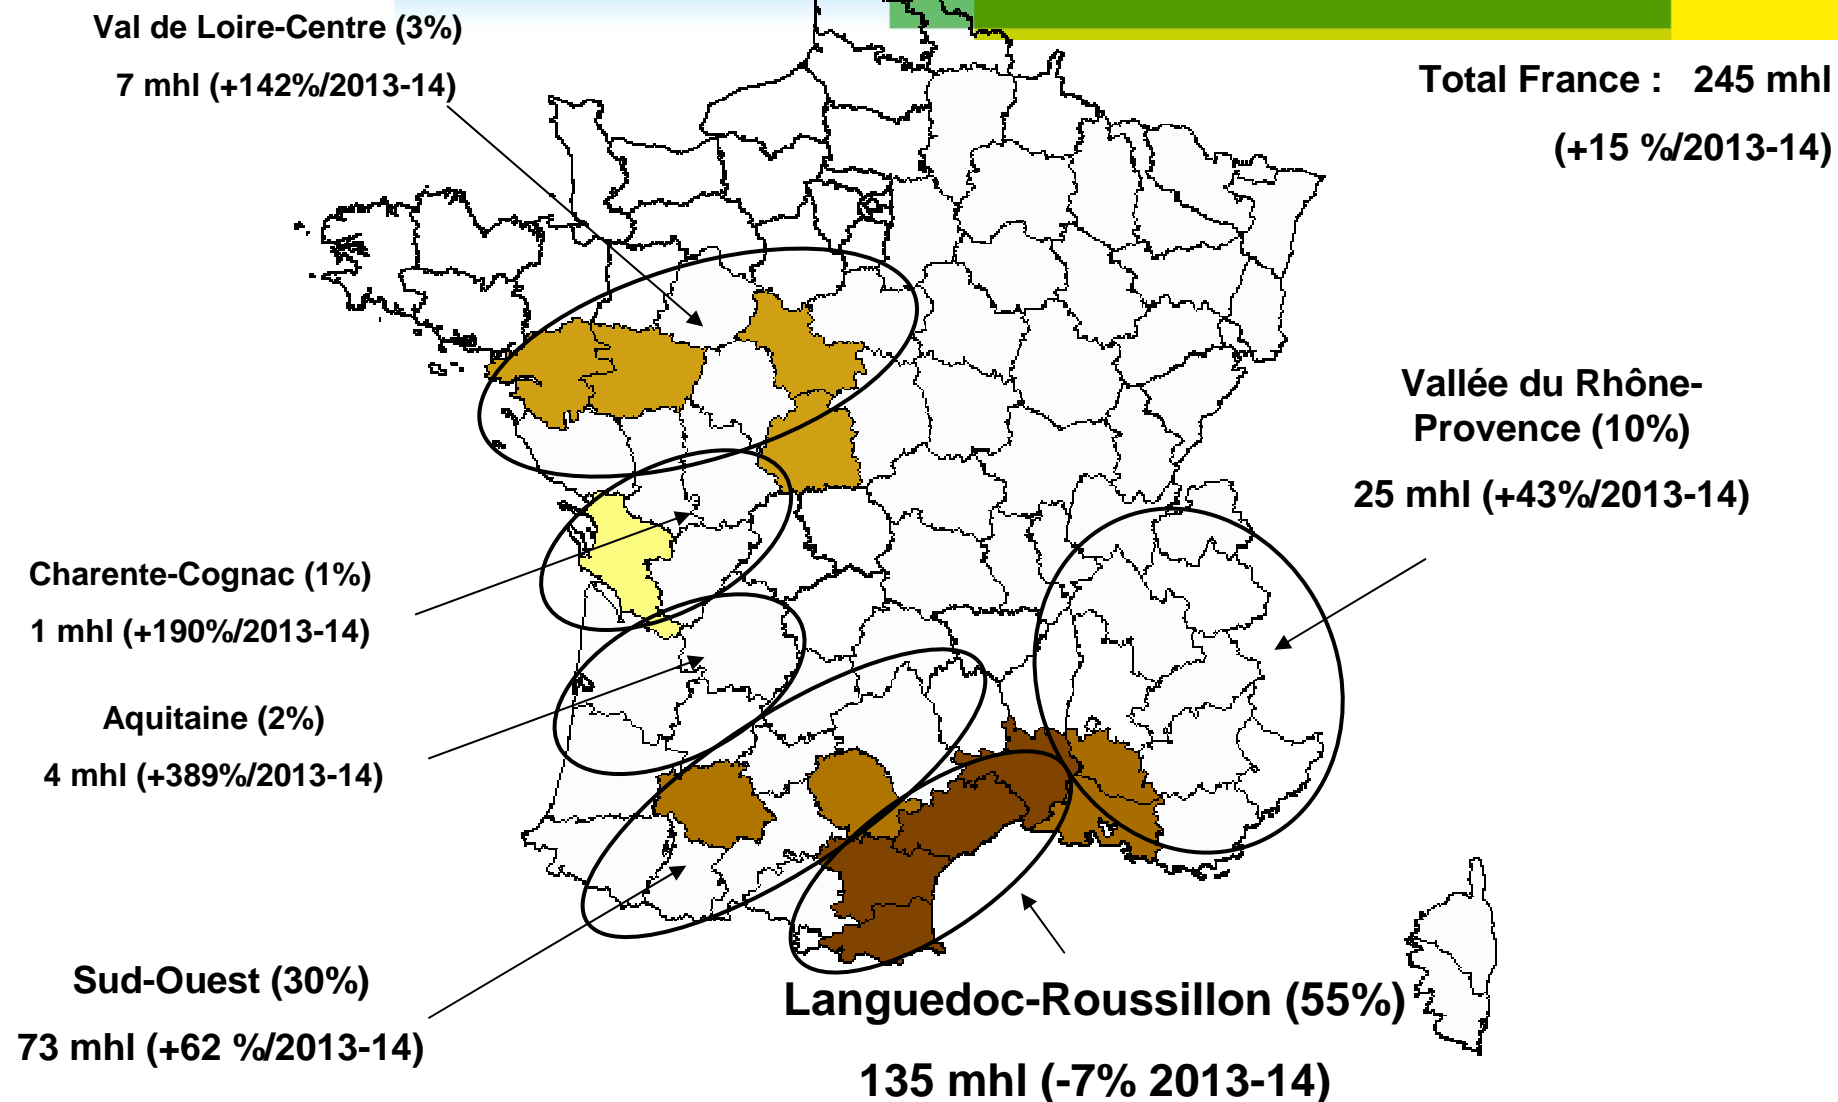 Val de Loire-Centre (3%)
7 mhl (+142%/2013-14)
Total France : 245 mhl
(+15 %/2013-14)
Vallée du Rhône-
Provence (10%)
25 mhl (+43%/2013-14)
Charente-Cognac (1%)
1 mhl (+190%/2013-14)
Aquitaine (2%)
4 mhl (+389%/2013-14)
Sud-Ouest (30%)
73 mhl (+62 %/2013-14)
Languedoc-Roussillon (55%)
135 mhl (-7% 2013-14)